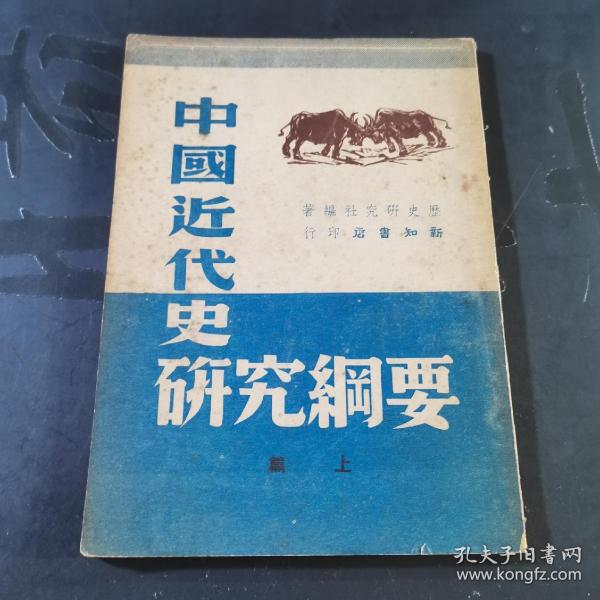 中國近代史
研究綱要
歷史研究社編著
新知書店印行
上篇
孔夫子旧書网
www.kongfz.com